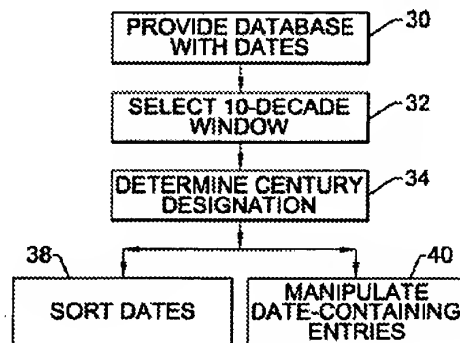 PROVIDE DATABASE
WITH DATES
30
SELECT 10-DECADE
WINDOW
32
DETERMINE CENTURY
DESIGNATION
34
38
SORT DATES
40
MANIPULATE
DATE-CONTAINING
ENTRIES